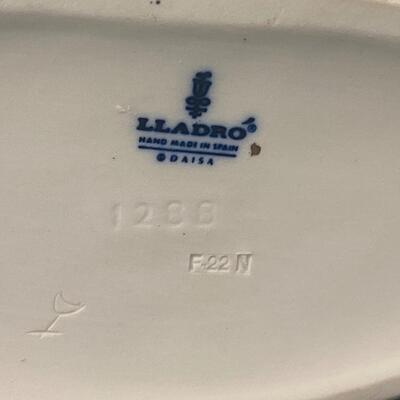 LLADRÓ®
HAND MADE IN SPAIN
© DAISA
1288
F-22 N